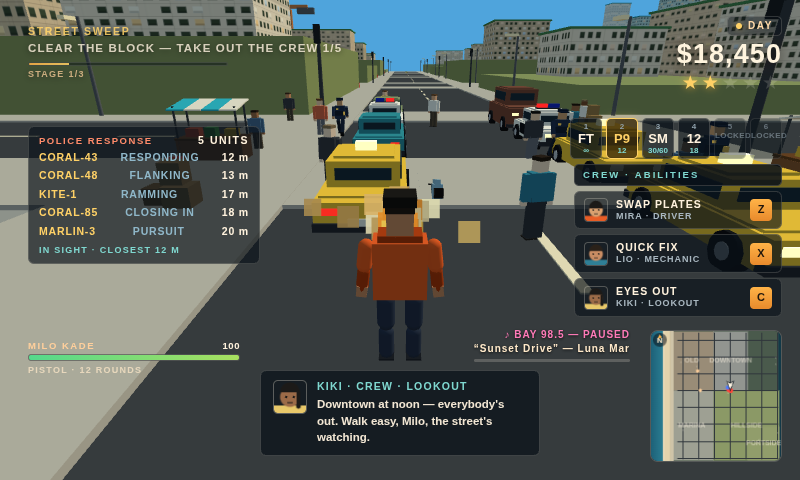 STREET SWEEP
CLEAR THE BLOCK — TAKE OUT THE CREW 1/5
STAGE 1/3
DAY
$18,450
POLICE RESPONSE 5 UNITS
CORAL-43 RESPONDING 12 m
CORAL-48 FLANKING 13 m
KITE-1 RAMMING 17 m
CORAL-85 CLOSING IN 18 m
MARLIN-3 PURSUIT 20 m
IN SIGHT · CLOSEST 12 M
1 2 3 4 5 6
FT P9 SM 12 LOCKED LOCKED
∞ 12 30/60 18
CREW · ABILITIES
SWAP PLATES
MIRA · DRIVER
Z
QUICK FIX
LIO · MECHANIC
X
EYES OUT
KIKI · LOOKOUT
C
MILO KADE 100
PISTOL · 12 ROUNDS
♪ BAY 98.5 — PAUSED
“Sunset Drive” — Luna Mar
KIKI · CREW · LOOKOUT
Downtown at noon — everybody's
out. Walk easy, Milo, the street's
watching.
N
OLD DOWNTOWN
HILLSIDE
PORTSIDE